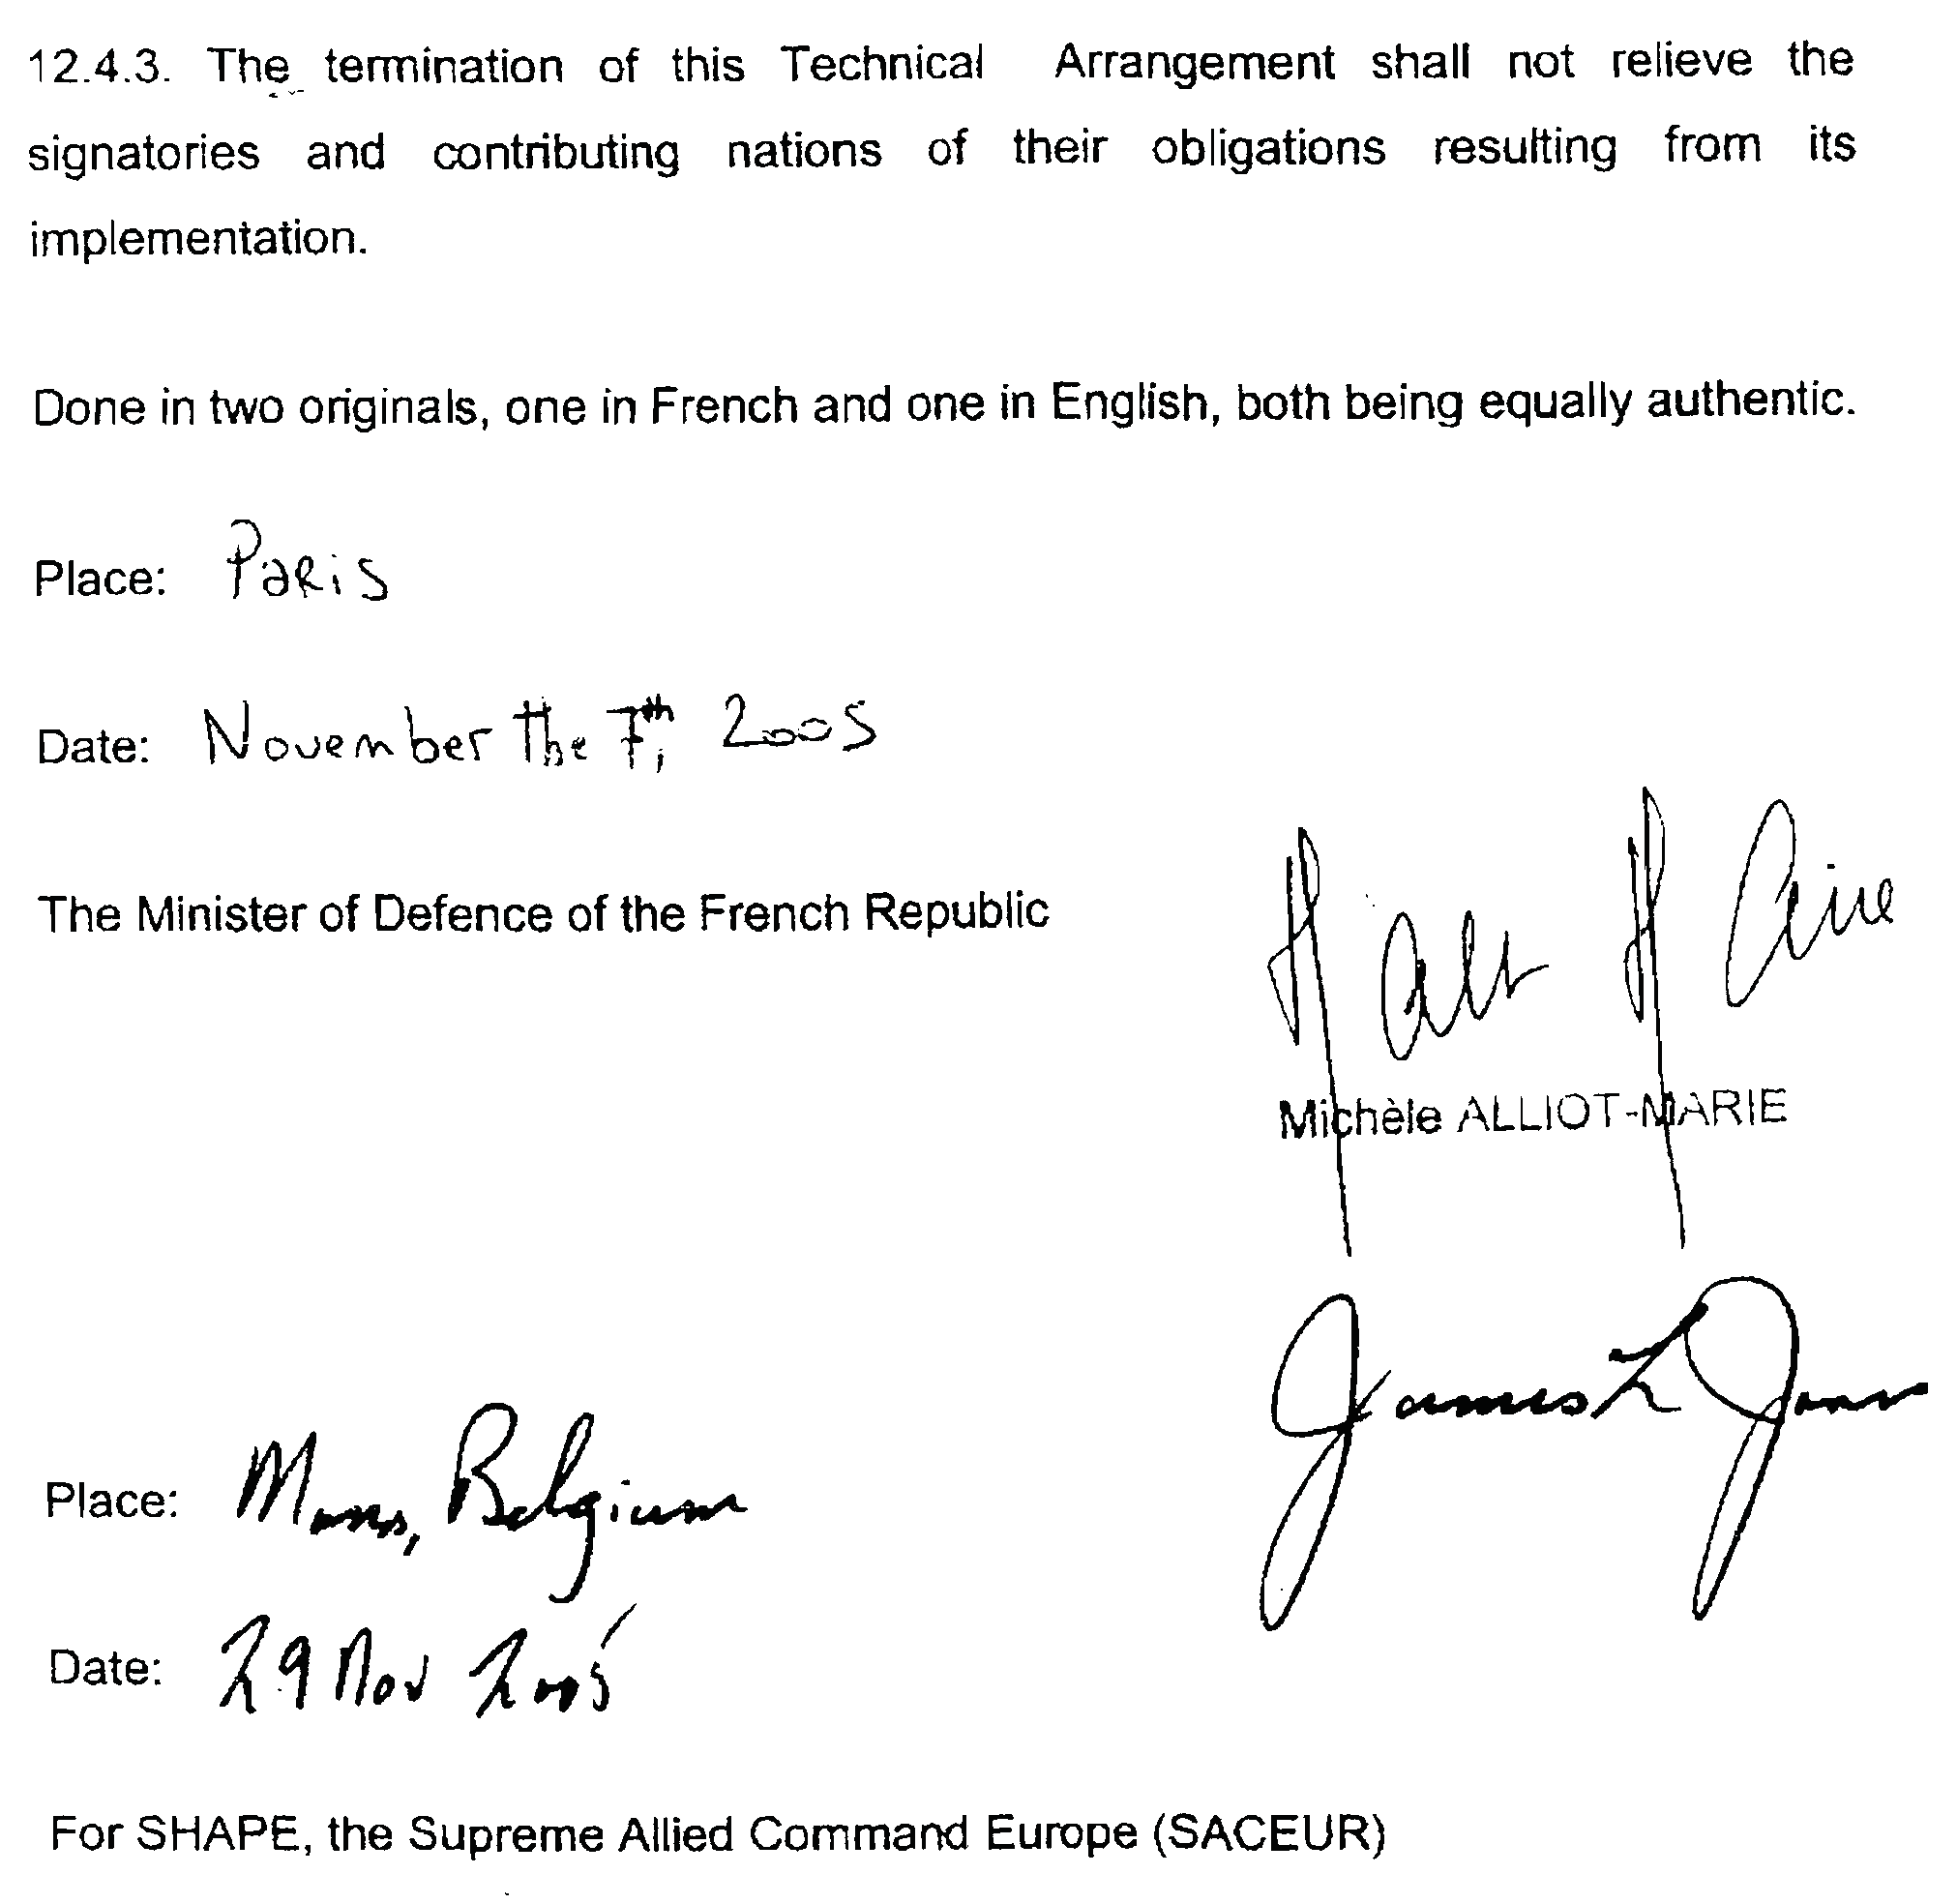 12.4.3. The termination of this Technical Arrangement shall not relieve the
signatories and contributing nations of their obligations resulting from its
implementation.
Done in two originals, one in French and one in English, both being equally authentic.
Place: Paris
Date: November the 7th, 2005
The Minister of Defence of the French Republic
Michèle ALLIOT-MARIE
James L Jones
Place: Mons, Belgium
Date: 29 Nov 2005
For SHAPE, the Supreme Allied Command Europe (SACEUR)